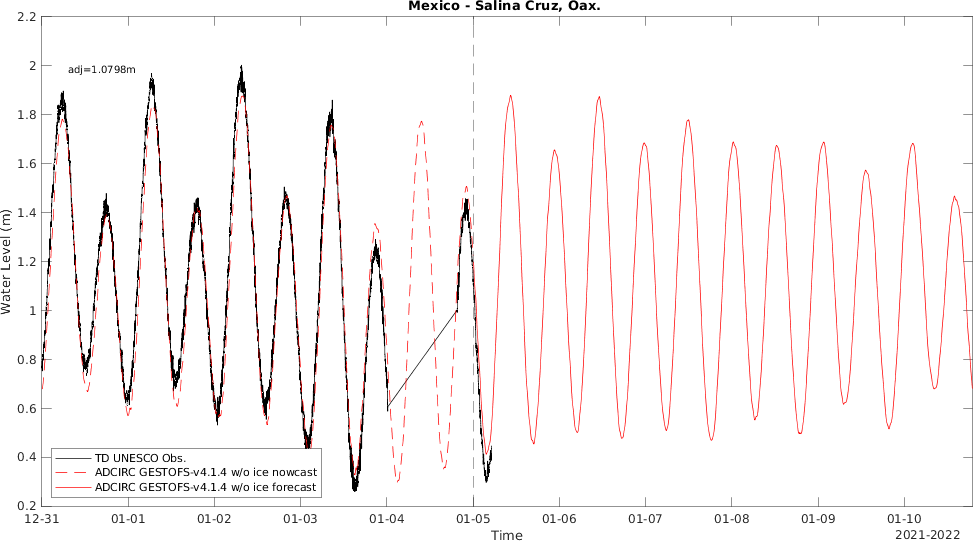 Mexico - Salina Cruz, Oax.
2.2
2
1.8
1.6
1.4
1.2
1
0.8
0.6
0.4
0.2
Water Level (m)
adj=1.0798m
TD UNESCO Obs.
ADCIRC GESTOFS-v4.1.4 w/o ice nowcast
ADCIRC GESTOFS-v4.1.4 w/o ice forecast
12-31 01-01 01-02 01-03 01-04 01-05 01-06 01-07 01-08 01-09 01-10
Time
2021-2022